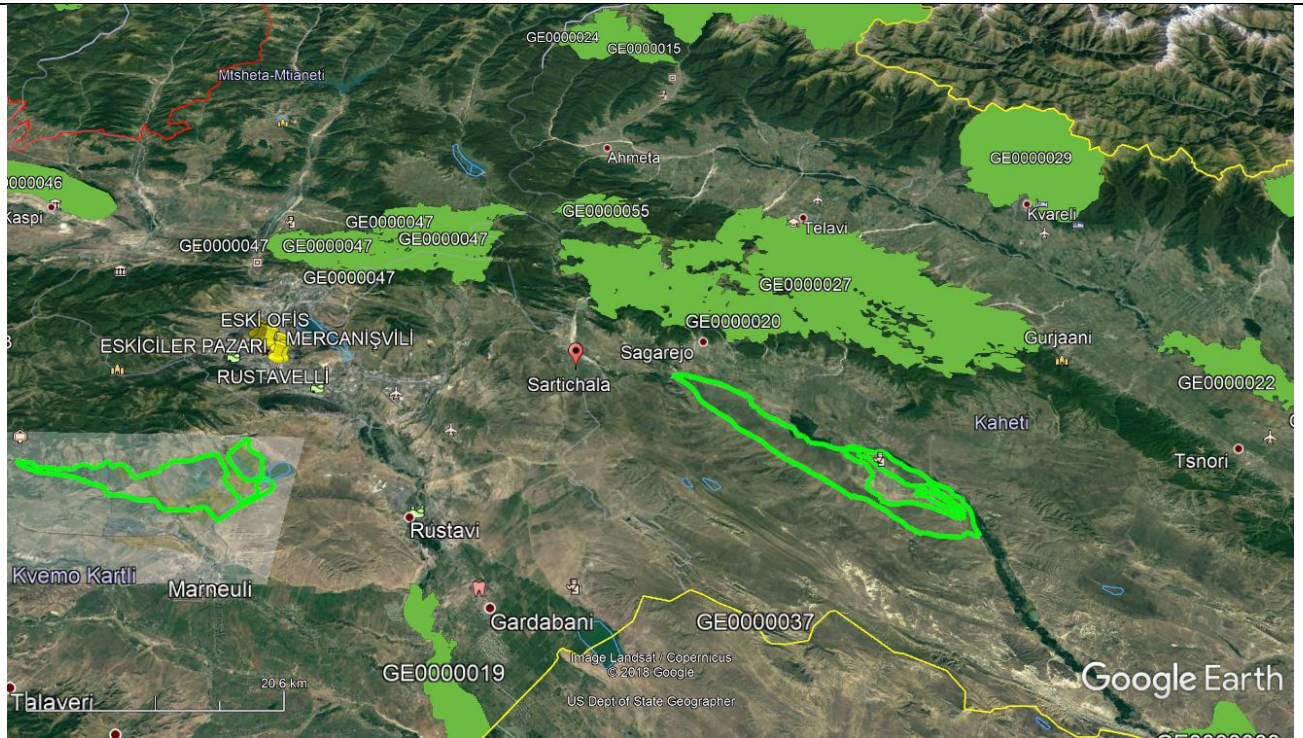 GE0000024
GE0000015
Mtsheta-Mtianeti
Ahmeta
GE0000029
0000046
Kaspi
GE0000047
GE0000055
Kvareli
GE0000047
GE0000047
Telavi
GE0000047
GE0000047
GE0000027
ESKİ OFİS
MERCANIŞVİLİ
GE0000020
ESKİCİLER PAZARI
Gurjaani
RUSTAVELLİ
Sagarejo
Sartichala
GE0000022
Kaheti
Tsnori
Rustavi
Kvemo Kartli
Marneuli
Gardabani
GE0000037
GE0000019
Image Landsat / Copernicus
© 2018 Google
US Dept of State Geographer
Google Earth
20.6 km
Talaveri